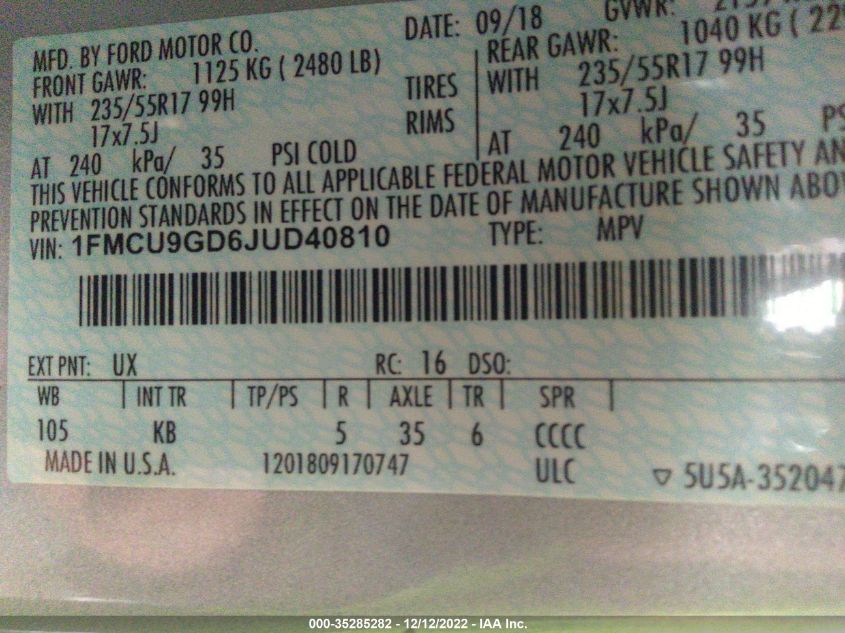 MFD. BY FORD MOTOR CO. DATE: 09/18 GVWR:
FRONT GAWR: 1125 KG ( 2480 LB) REAR GAWR: 1040 KG
WITH 235/55R17 99H TIRES WITH 235/55R17 99H
17x7.5J RIMS 17x7.5J
AT 240 kPa/ 35 PSI COLD AT 240 kPa/ 35
THIS VEHICLE CONFORMS TO ALL APPLICABLE FEDERAL MOTOR VEHICLE SAFETY AN
PREVENTION STANDARDS IN EFFECT ON THE DATE OF MANUFACTURE SHOWN ABO
VIN: 1FMCU9GD6JUD40810 TYPE: MPV
EXT PNT: UX RC: 16 DSO:
WB INT TR TP/PS R AXLE TR SPR
105 KB 5 35 6 CCCC
MADE IN U.S.A. 1201809170747 ULC ▽ 5U5A-352047
000-35285282 - 12/12/2022 - IAA Inc.